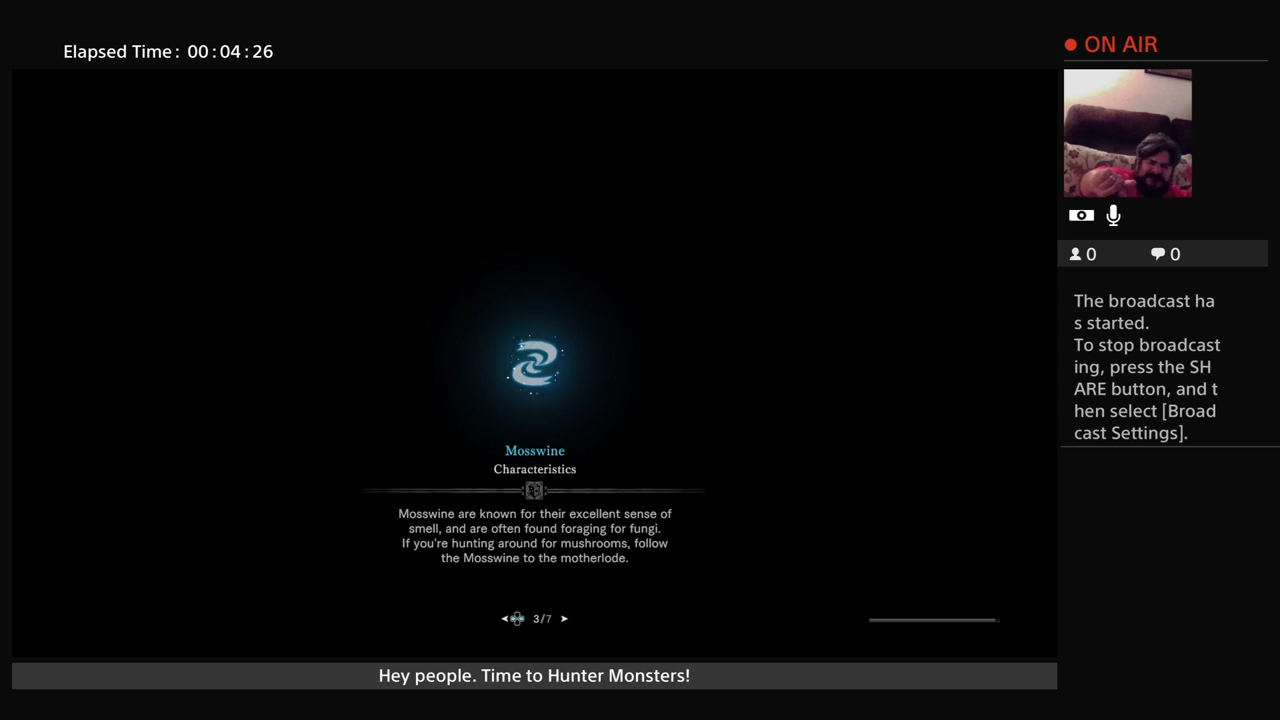 Elapsed Time: 00:04:26
ON AIR
0 0
The broadcast ha
s started.
To stop broadcast
ing, press the SH
ARE button, and t
hen select [Broad
cast Settings].
Mosswine
Characteristics
Mosswine are known for their excellent sense of
smell, and are often found foraging for fungi.
If you're hunting around for mushrooms, follow
the Mosswine to the motherlode.
3/7
Hey people. Time to Hunter Monsters!